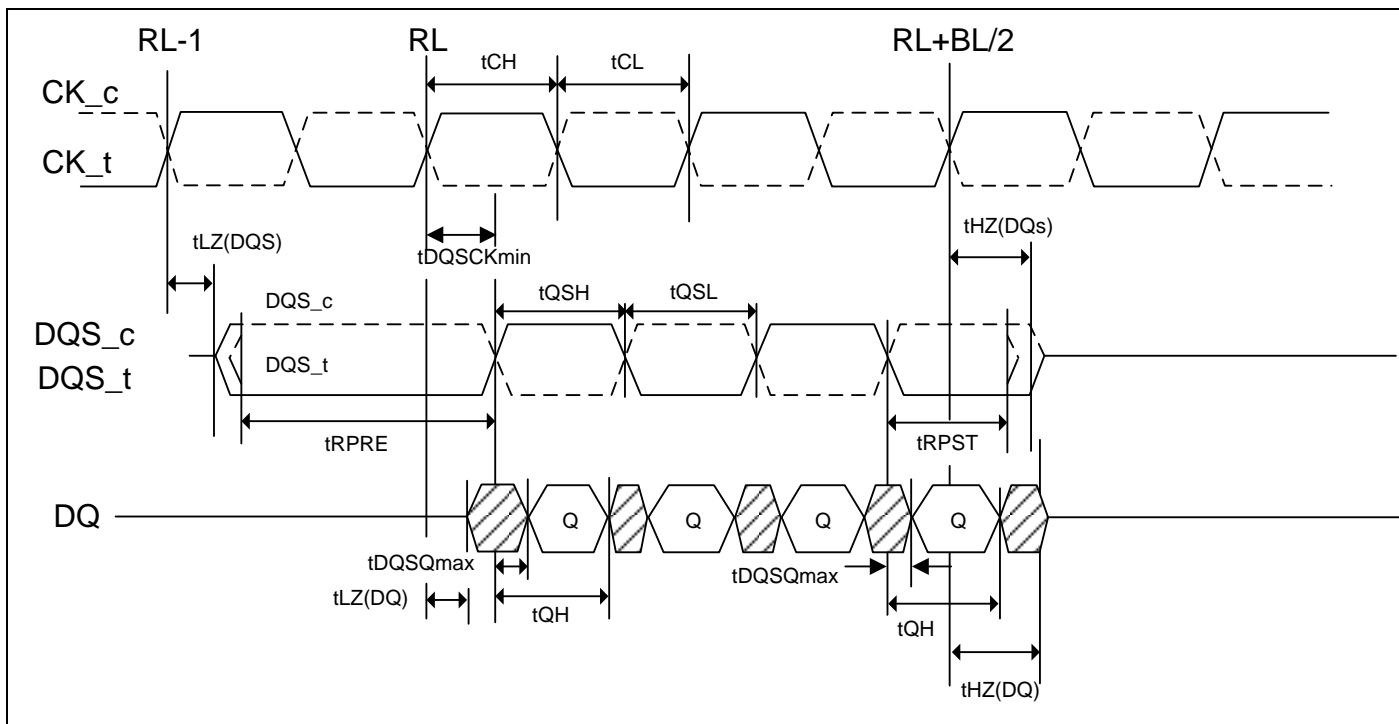 RL-1
RL
RL+BL/2
tCH
tCL
CK_c
CK_t
tLZ(DQS)
tDQSCKmin
tHZ(DQs)
tQSH
tQSL
DQS_c
DQS_c
DQS_t
DQS_t
tRPRE
tRPST
DQ
Q
Q
Q
Q
tDQSQmax
tDQSQmax
tLZ(DQ)
tQH
tQH
tHZ(DQ)